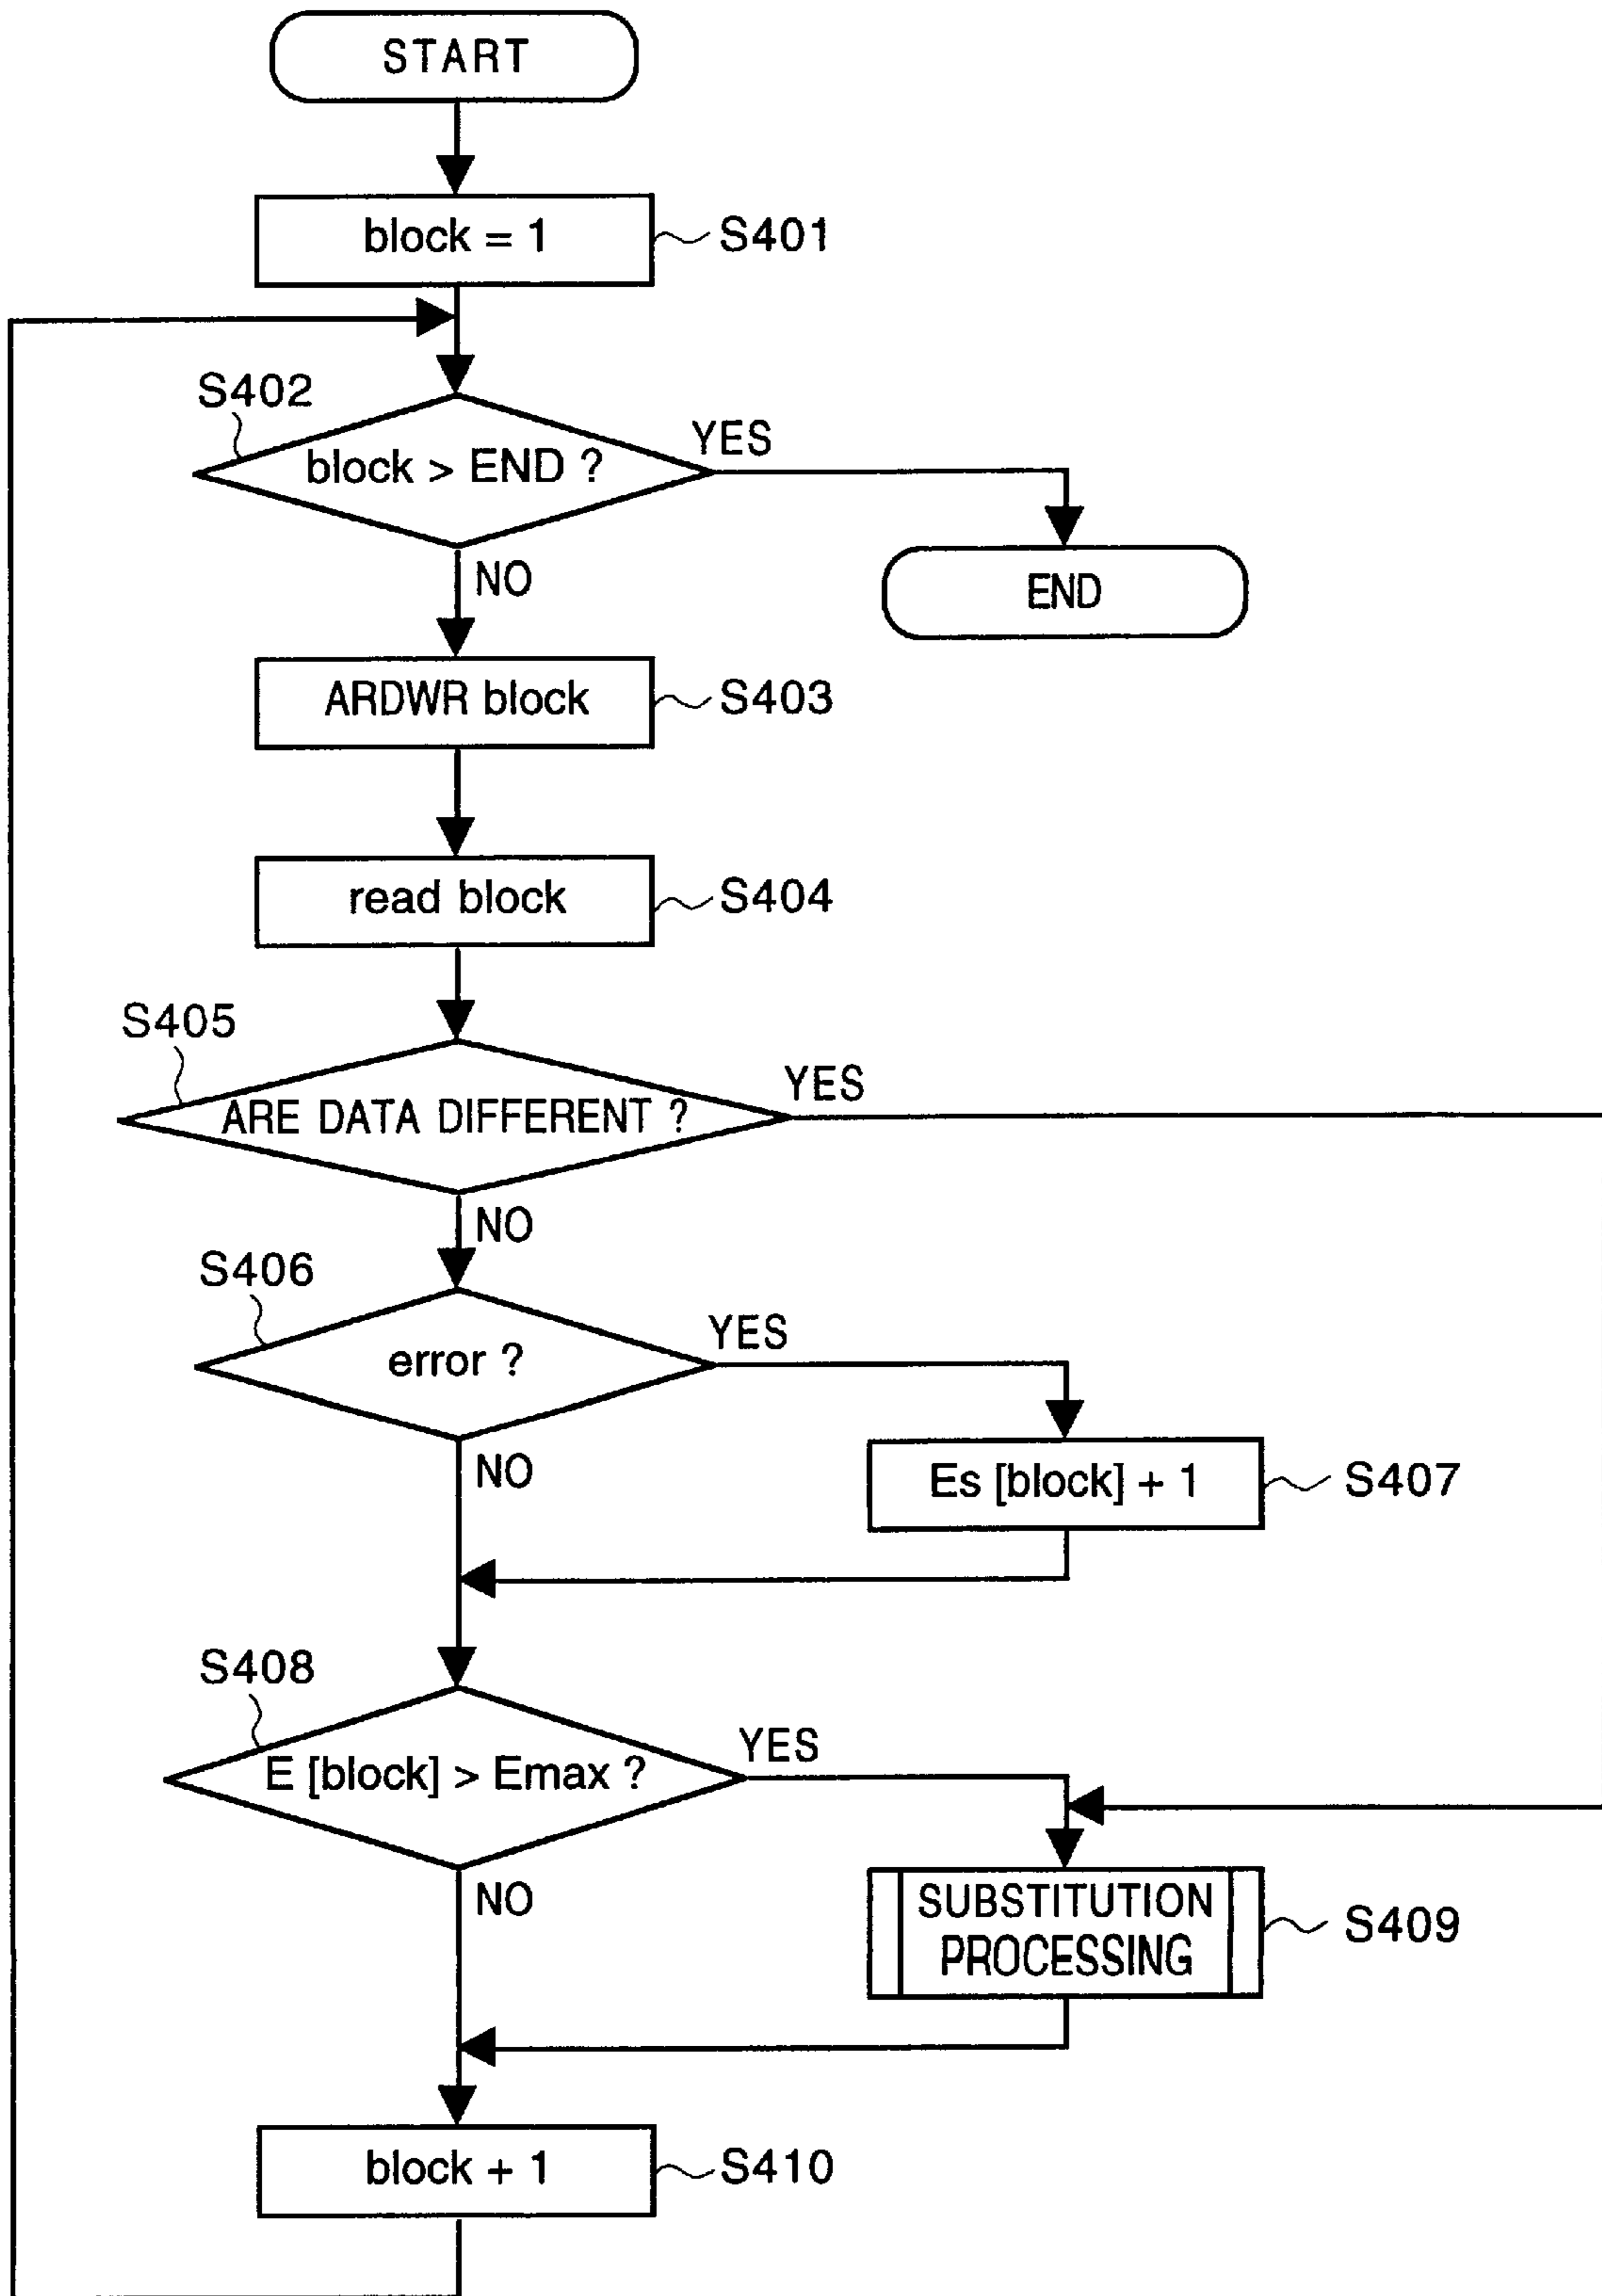 START
block = 1
S401
S402
block > END ?
YES
NO
END
ARDWR block
S403
read block
S404
S405
ARE DATA DIFFERENT ?
YES
NO
S406
error ?
YES
NO
Es [block] + 1
S407
S408
E [block] > Emax ?
YES
NO
SUBSTITUTION
PROCESSING
S409
block + 1
S410